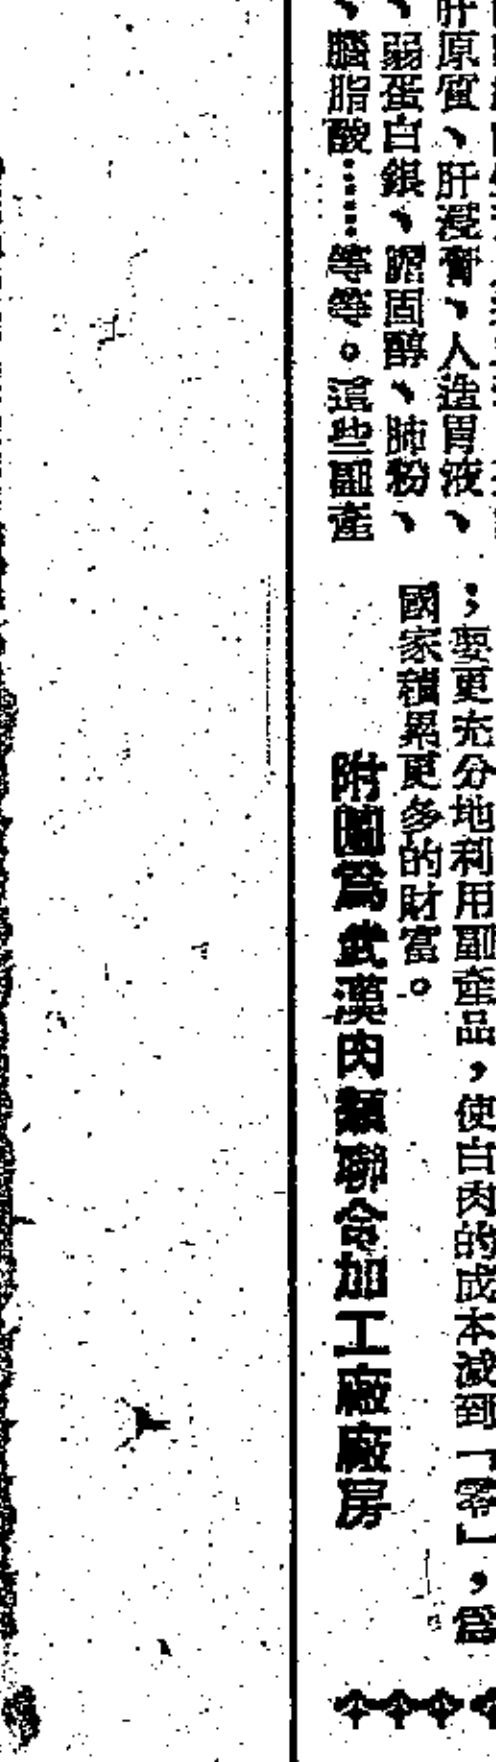 肝原質、肝浸膏、人造胃液、
、弱蛋白銀、胆固醇、肺粉、
、腦脂酸………等等。這些副產
；要更充分地利用副產品，使白肉的成本減到「零」，爲
國家積累更多的財富。
附圖爲武漢肉類聯合加工廠廠房